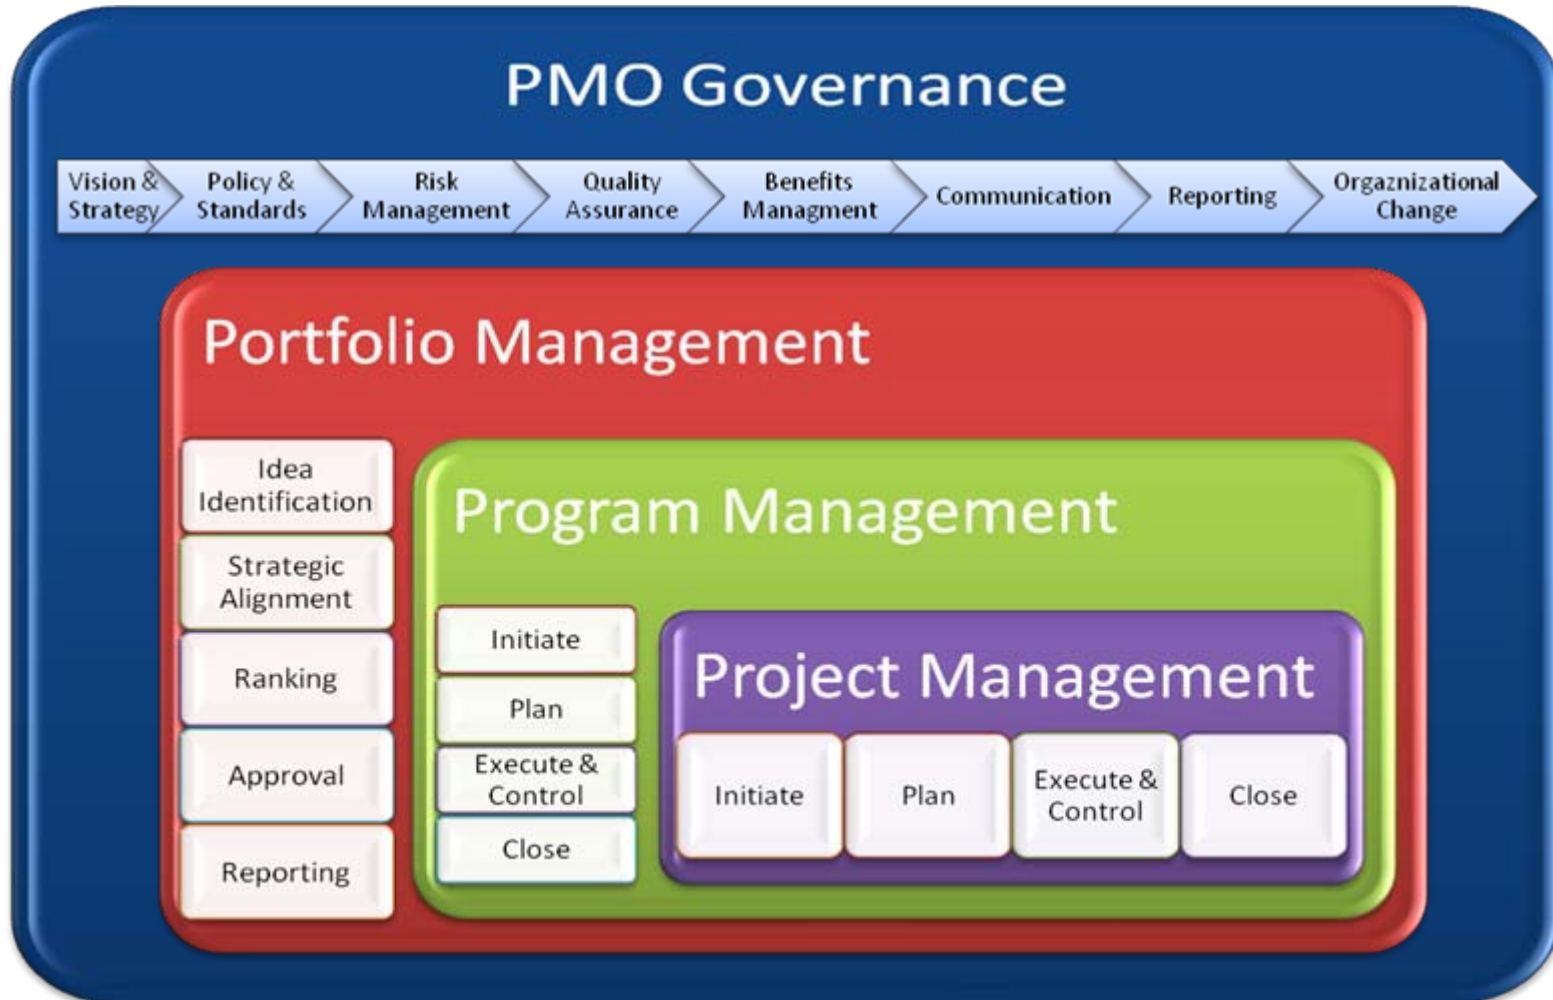 PMO Governance
Vision &
Strategy
Policy &
Standards
Risk
Management
Quality
Assurance
Benefits
Managment
Communication
Reporting
Orgaznizational
Change
Portfolio Management
Idea
Identification
Strategic
Alignment
Ranking
Approval
Reporting
Program Management
Initiate
Plan
Execute &
Control
Close
Project Management
Initiate
Plan
Execute &
Control
Close